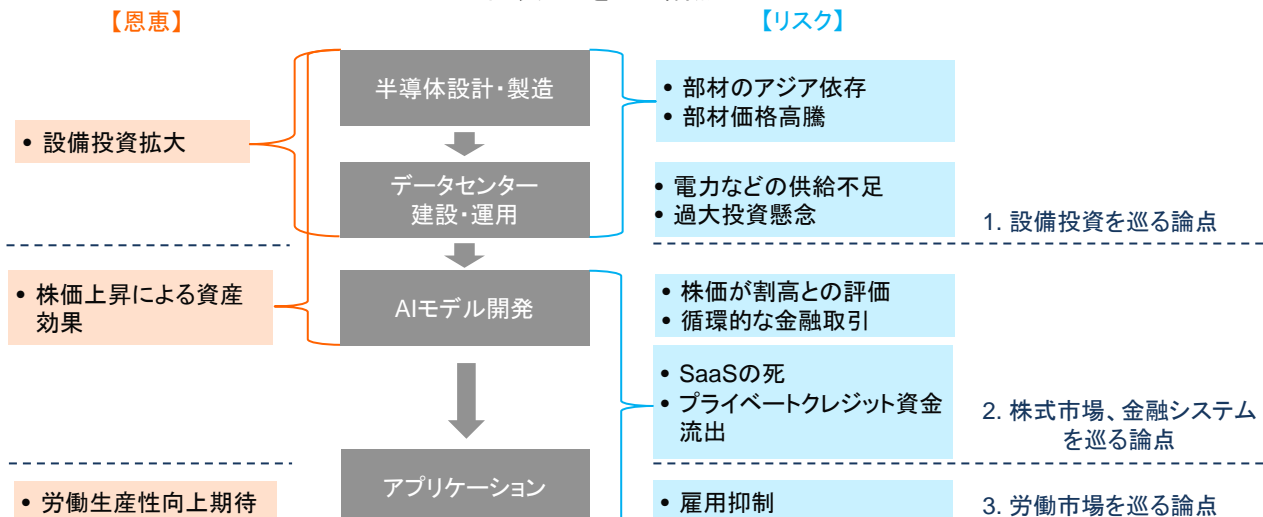 【恩恵】
【リスク】
半導体設計・製造
• 部材のアジア依存
• 部材価格高騰
• 設備投資拡大
データセンター
建設・運用
• 電力などの供給不足
• 過大投資懸念
1. 設備投資を巡る論点
• 株価上昇による資産
効果
AIモデル開発
• 株価が割高との評価
• 循環的な金融取引
• SaaSの死
• プライベートクレジット資金
流出
2. 株式市場、金融システム
を巡る論点
アプリケーション
• 労働生産性向上期待
• 雇用抑制
3. 労働市場を巡る論点